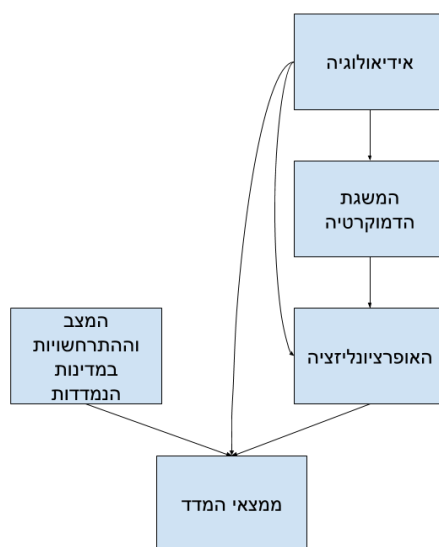 אידיאולוגיה
המשגת
הדמוקרטיה
המצב
וההתרחשויות
במדינות
הנמדדות
האופרציונליזציה
ממצאי המדד